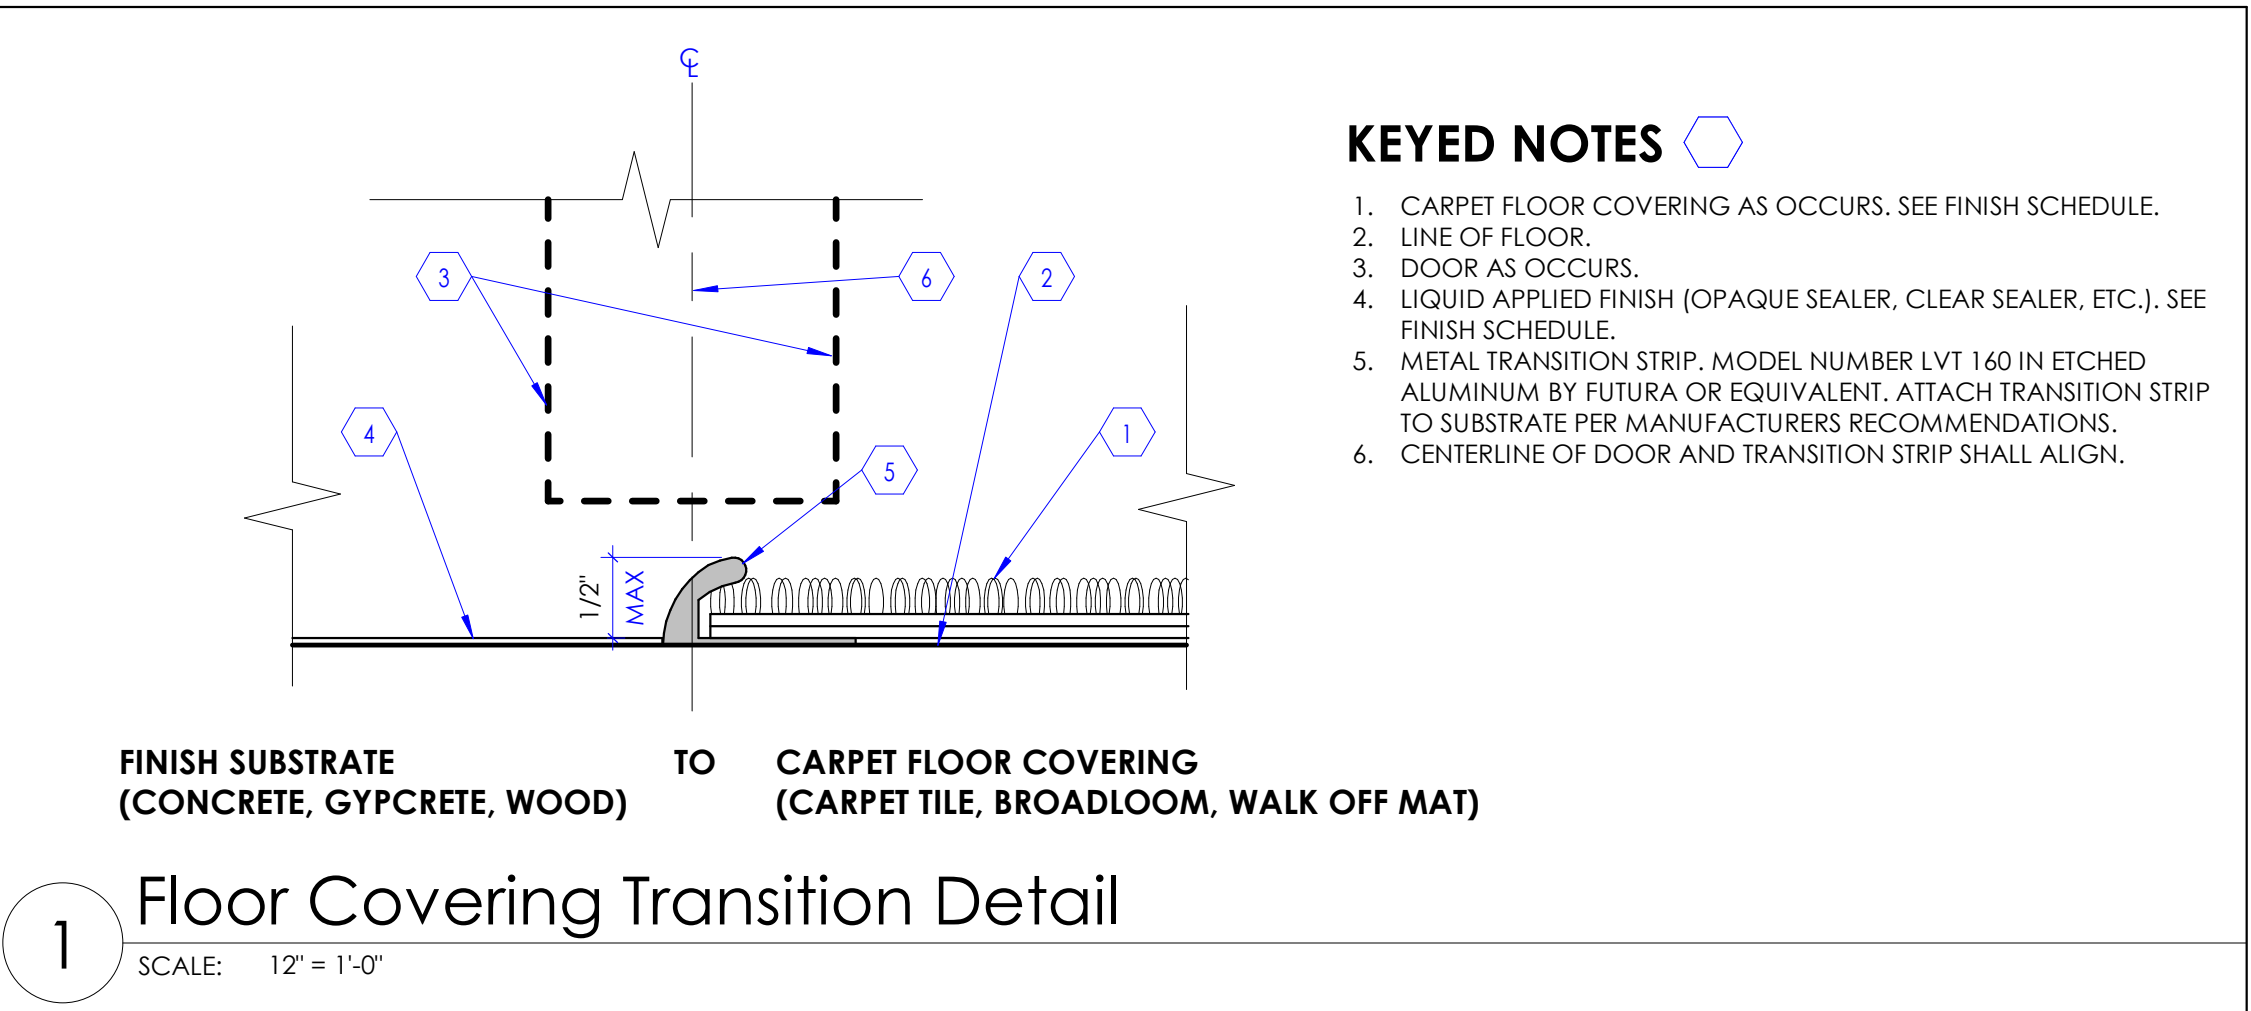 ℄
KEYED NOTES
1. CARPET FLOOR COVERING AS OCCURS. SEE FINISH SCHEDULE.
2. LINE OF FLOOR.
3. DOOR AS OCCURS.
4. LIQUID APPLIED FINISH (OPAQUE SEALER, CLEAR SEALER, ETC.). SEE
FINISH SCHEDULE.
5. METAL TRANSITION STRIP. MODEL NUMBER LVT 160 IN ETCHED
ALUMINUM BY FUTURA OR EQUIVALENT. ATTACH TRANSITION STRIP
TO SUBSTRATE PER MANUFACTURERS RECOMMENDATIONS.
6. CENTERLINE OF DOOR AND TRANSITION STRIP SHALL ALIGN.
3
6
2
4
5
1
1/2"
MAX
FINISH SUBSTRATE TO CARPET FLOOR COVERING
(CONCRETE, GYPCRETE, WOOD) (CARPET TILE, BROADLOOM, WALK OFF MAT)
1
Floor Covering Transition Detail
SCALE: 12" = 1'-0"